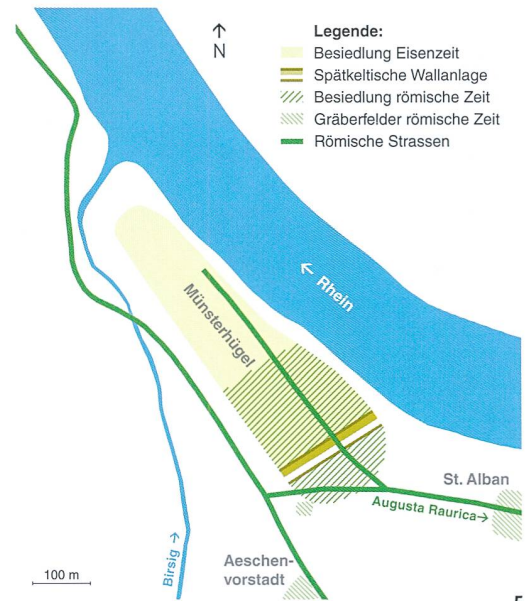 ↑
N
Legende:
Besiedlung Eisenzeit
Spätkeltische Wallanlage
Besiedlung römische Zeit
Gräberfelder römische Zeit
Römische Strassen
← Rhein
Münsterhügel
St. Alban
Augusta Raurica→
Birsig →
Aeschen-
vorstadt
100 m